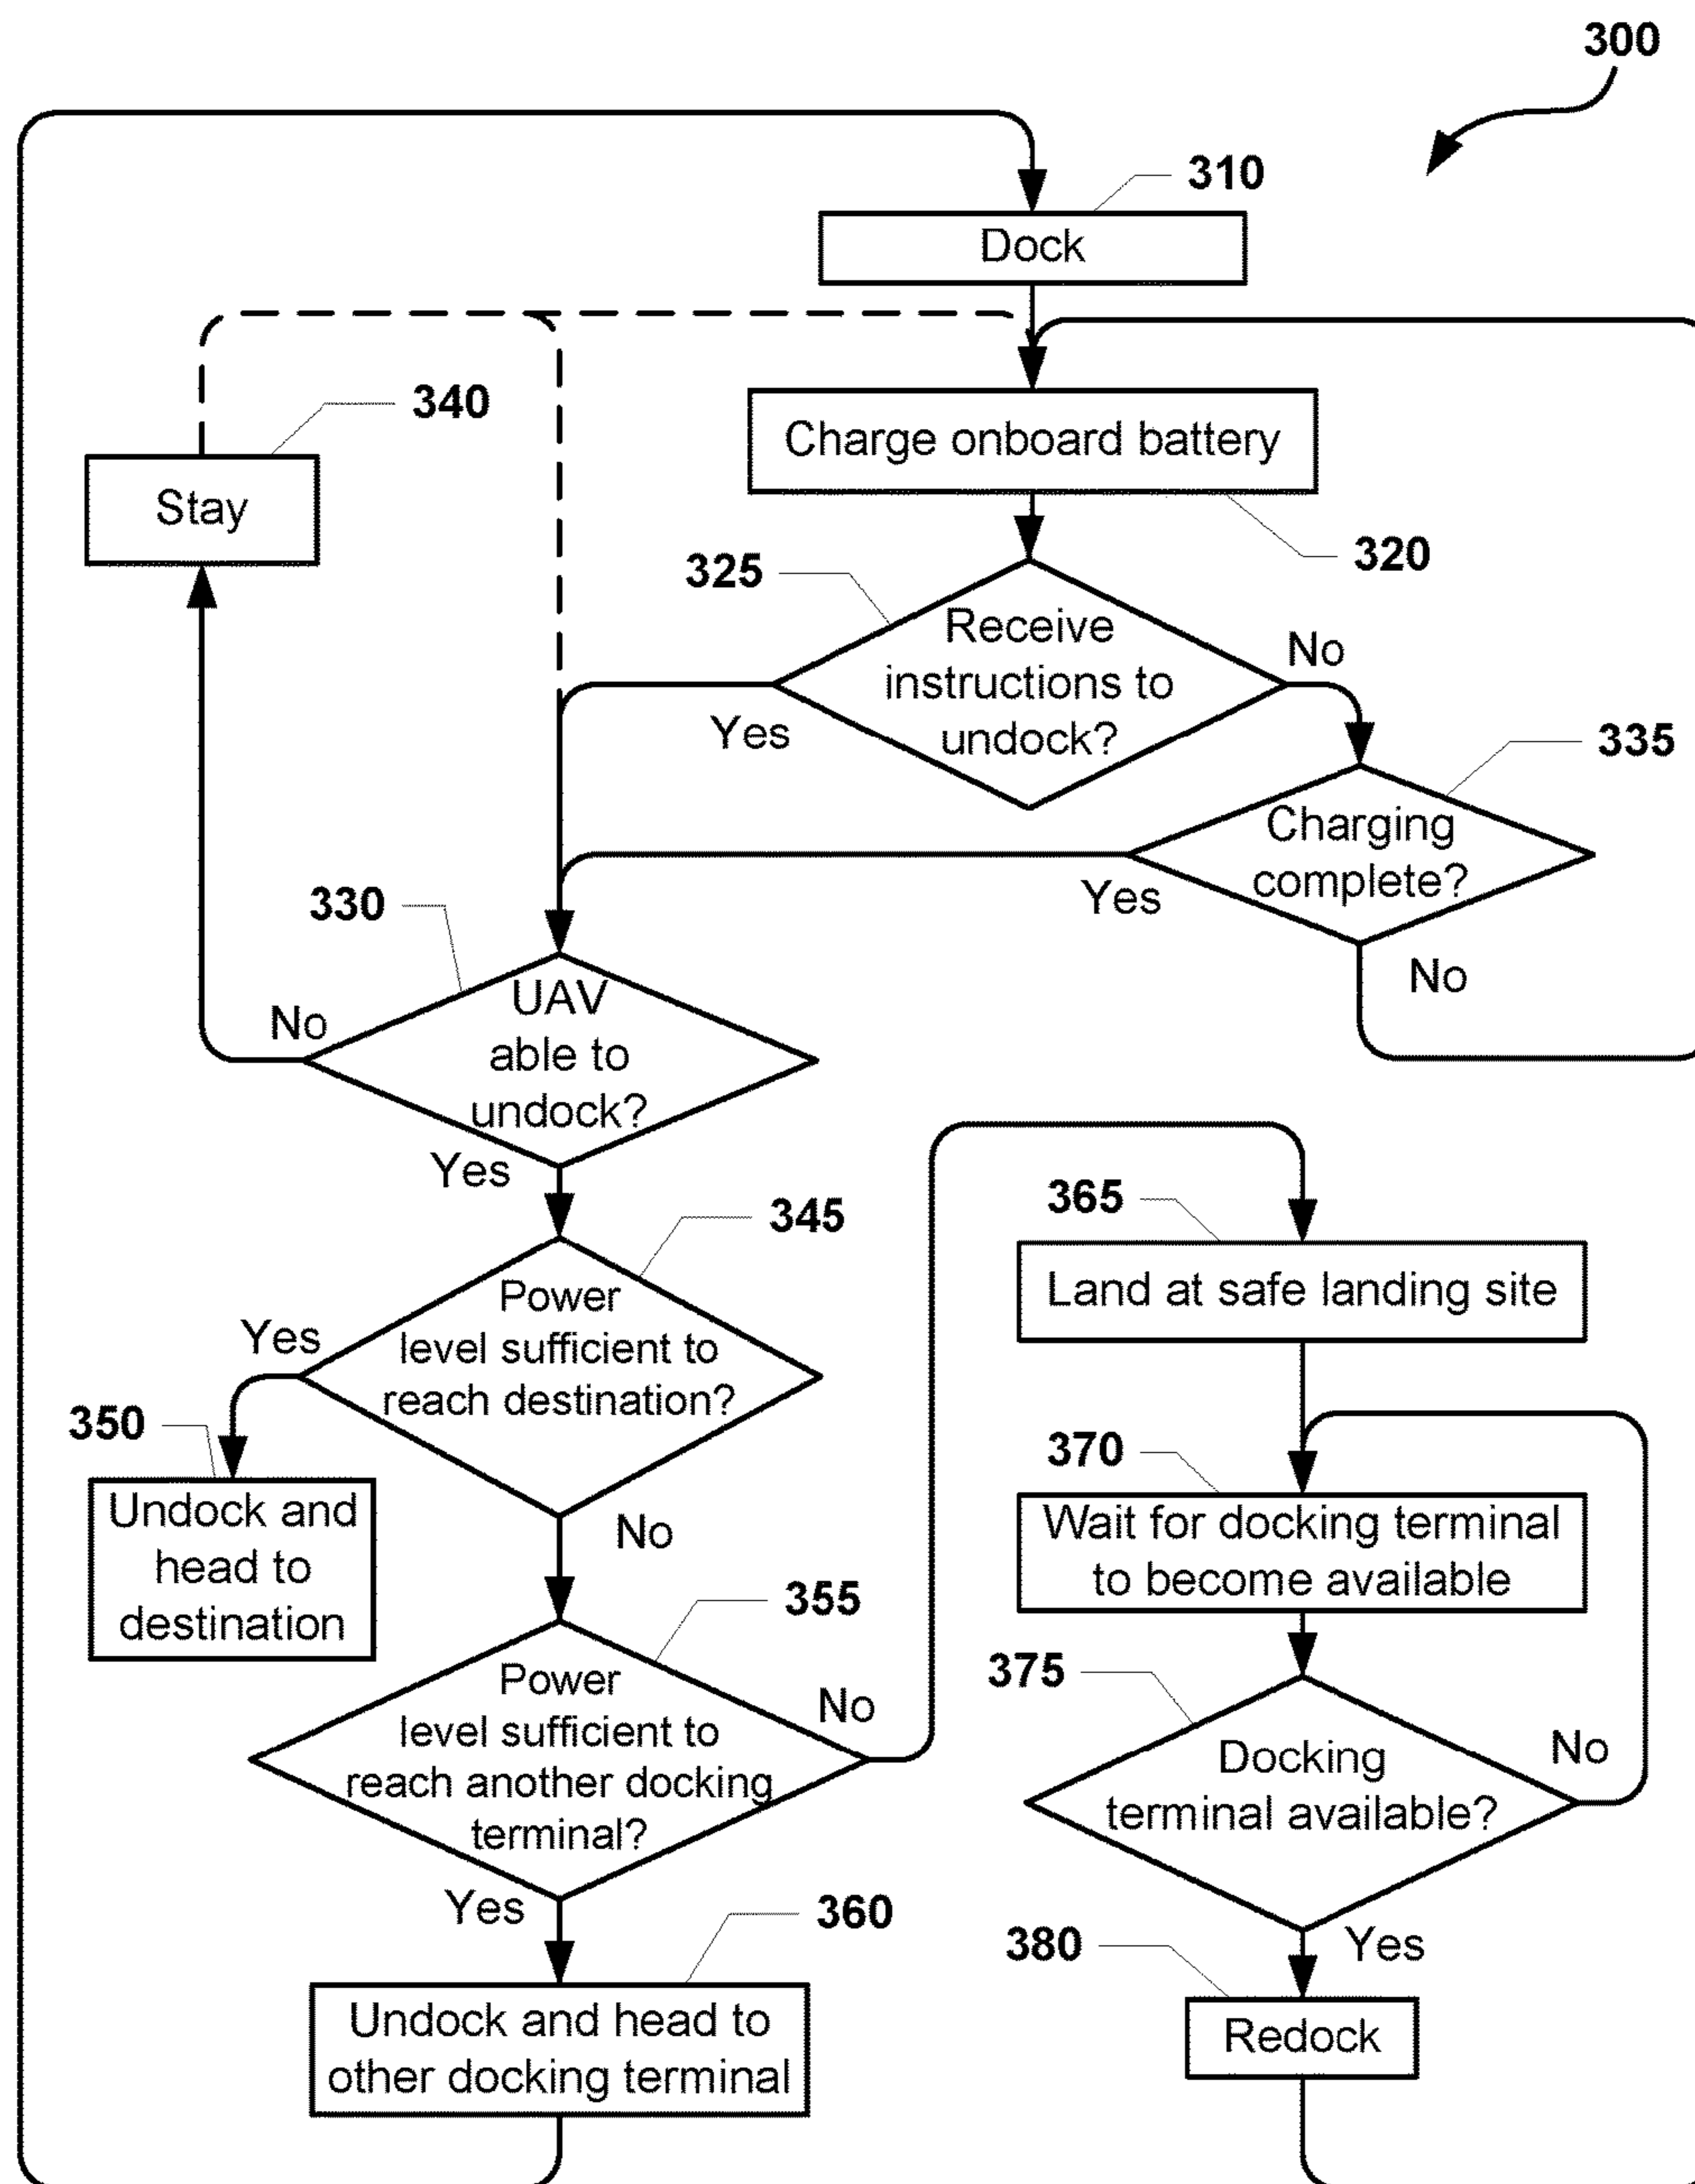 300
310
Dock
340
Charge onboard battery
Stay
320
325
Receive
instructions to
undock?
No
Yes
335
Charging
complete?
Yes
No
330
UAV
able to
undock?
No
Yes
345
Power
level sufficient to
reach destination?
Yes
350
Undock and
head to
destination
No
355
Power
level sufficient to
reach another docking
terminal?
No
Yes
360
Undock and head to
other docking terminal
365
Land at safe landing site
370
Wait for docking terminal
to become available
375
Docking
terminal available?
No
Yes
380
Redock